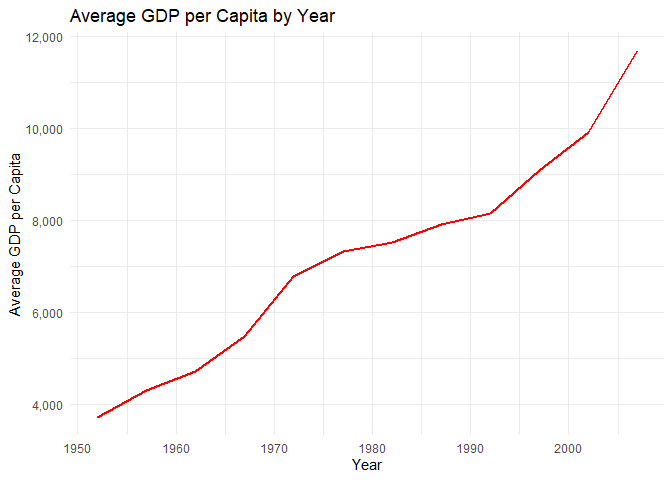 Average GDP per Capita by Year
12,000
10,000
8,000
6,000
4,000
Average GDP per Capita
1950 1960 1970 1980 1990 2000
Year